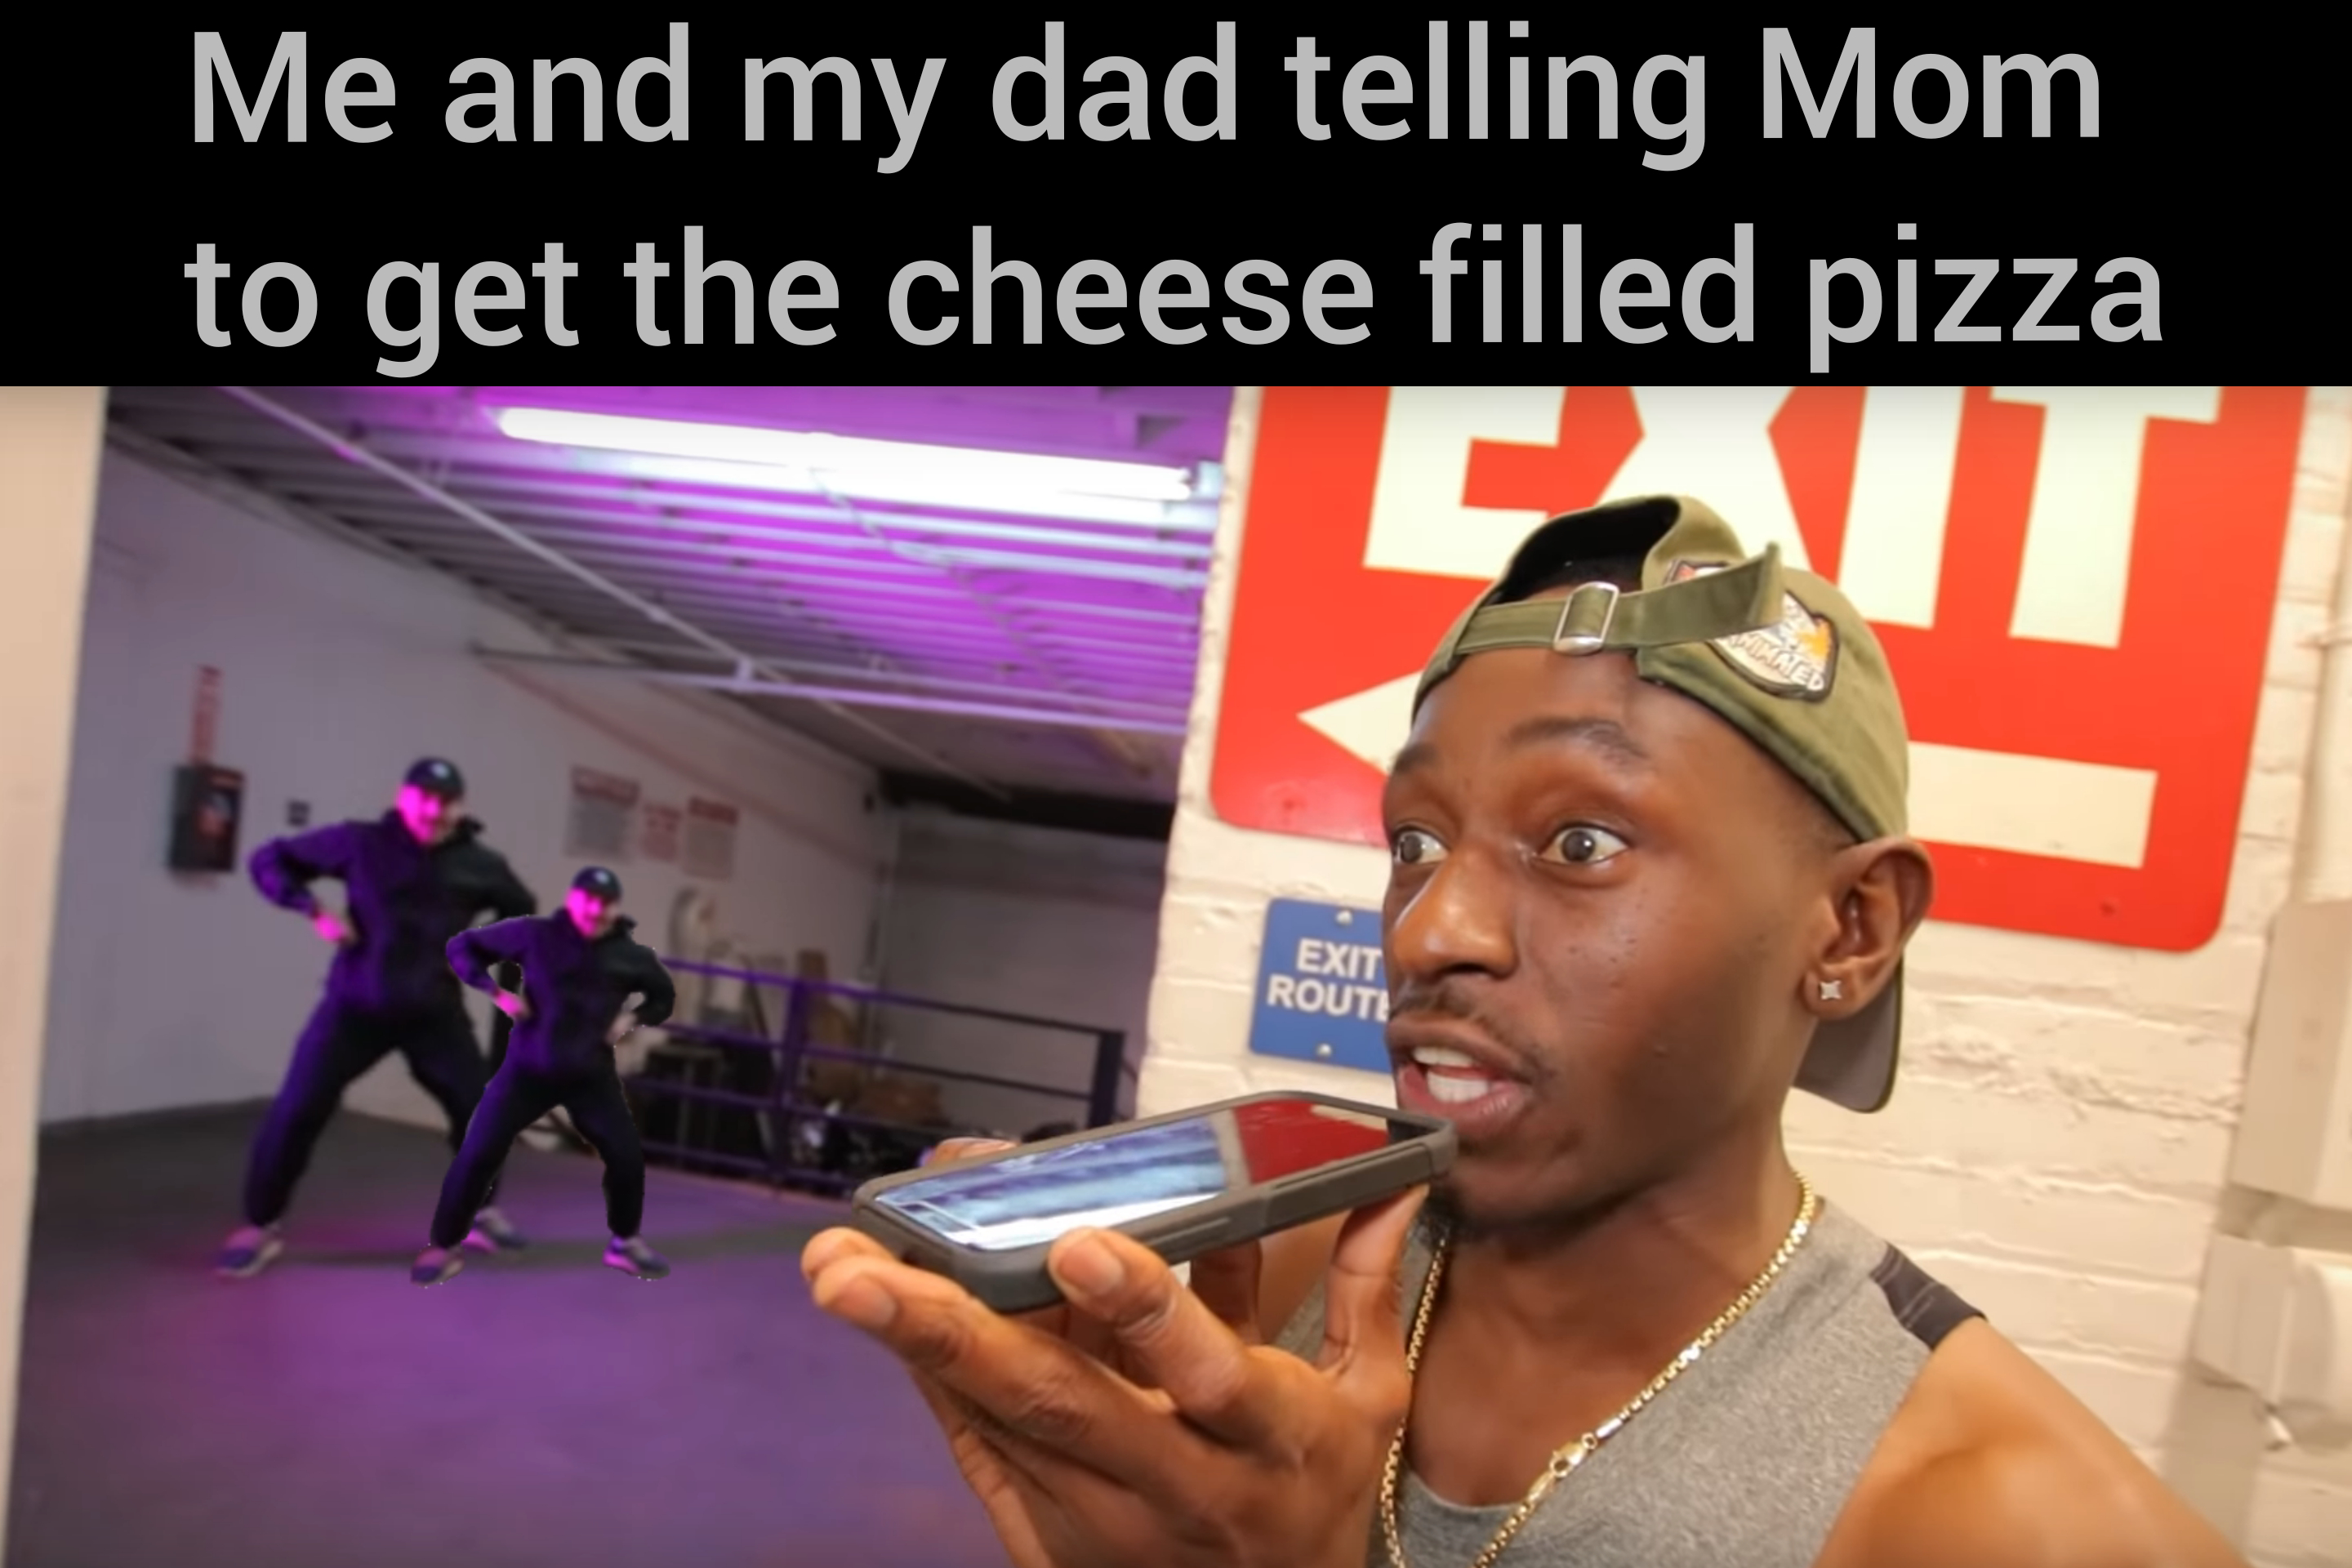 Me and my dad telling Mom
to get the cheese filled pizza
EXIT
EXIT
ROUTE